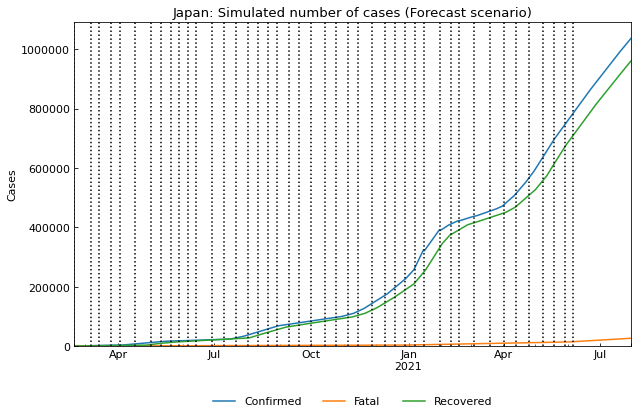 Japan: Simulated number of cases (Forecast scenario)
1000000
800000
600000
400000
200000
0
Cases
Apr
Jul
Oct
Jan
2021
Apr
Jul
Confirmed
Fatal
Recovered